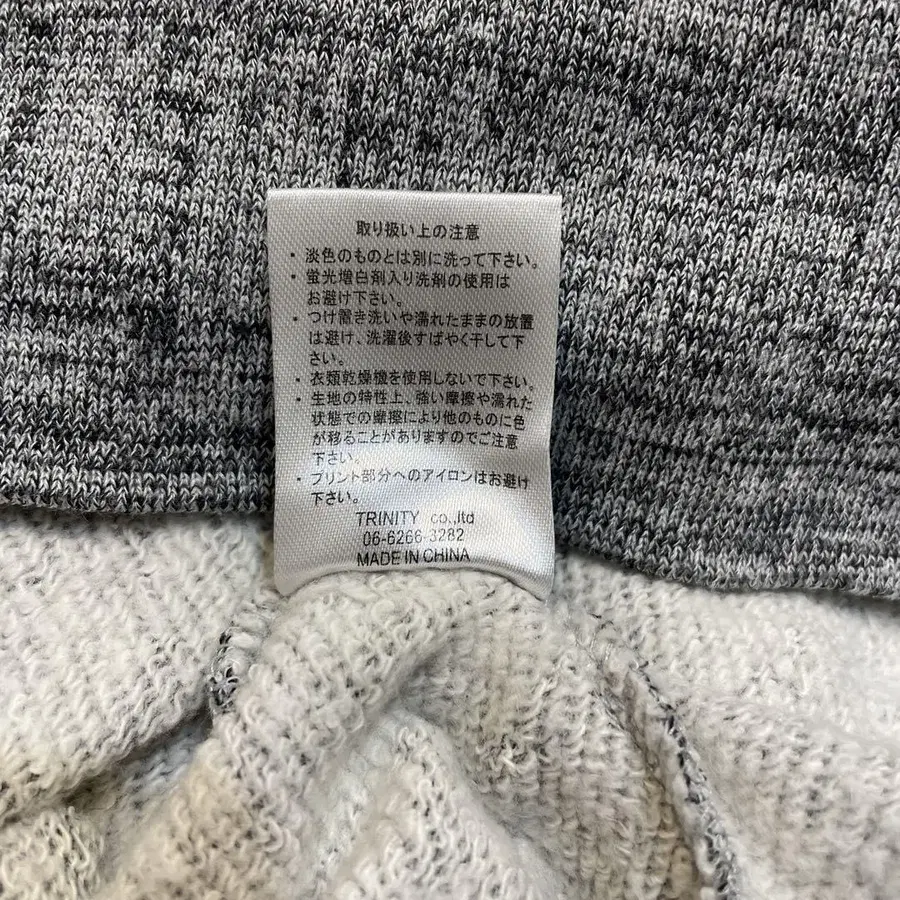 取り扱い上の注意
・淡色のものとは別に洗って下さい。
・蛍光増白剤入り洗剤の使用は
お避け下さい。
・つけ置き洗いや濡れたままの放置
は避け、洗濯後すばやく干して下
さい。
・衣類乾燥機を使用しないで下さい。
・生地の特性上、強い摩擦や濡れた
状態での摩擦により他のものに色
が移ることがありますのでご注意
下さい。
・プリント部分へのアイロンはお避け
下さい。
TRINITY co.,ltd
06-6266-3282
MADE IN CHINA